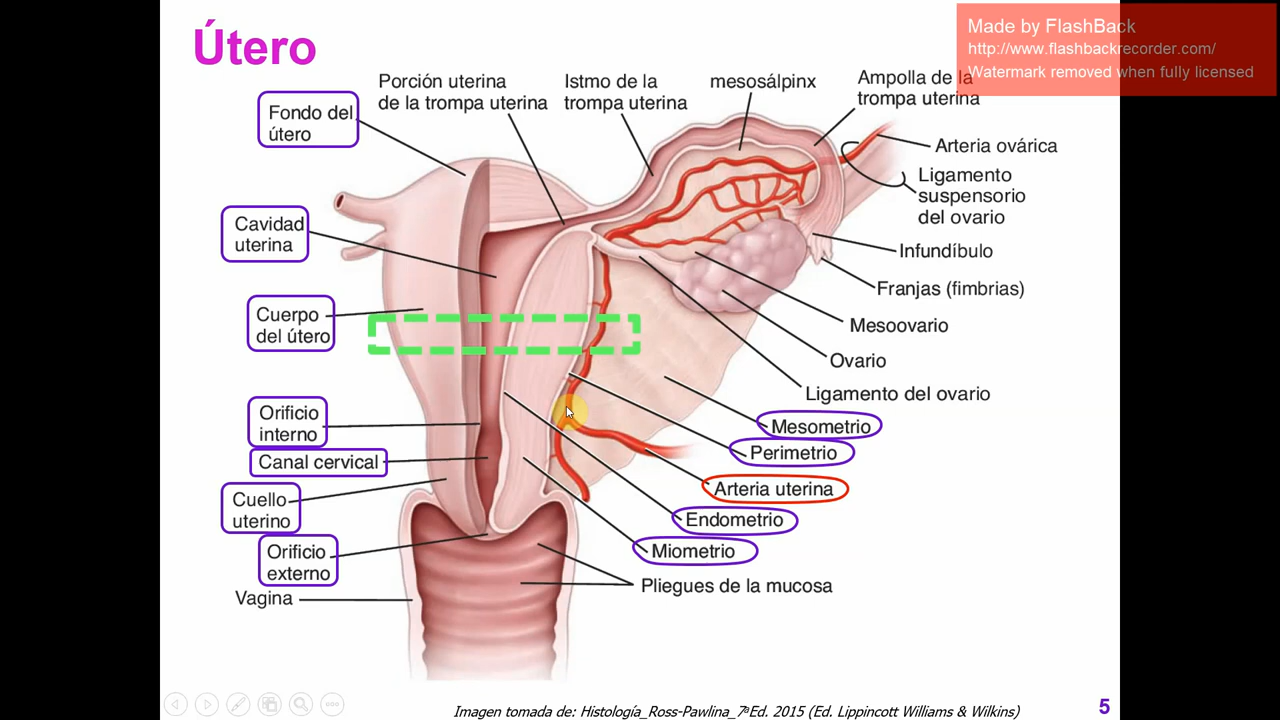 Útero
Made by FlashBack
http://www.flashbackrecorder.com/
Watermark removed when fully licensed
Porción uterina
de la trompa uterina
Istmo de la
trompa uterina
mesosálpinx
Ampolla de la
trompa uterina
Fondo del
útero
Arteria ovárica
Ligamento
suspensorio
del ovario
Cavidad
uterina
Infundíbulo
Franjas (fimbrias)
Cuerpo
del útero
Mesoovario
Ovario
Ligamento del ovario
Orificio
interno
Mesometrio
Perimetrio
Canal cervical
Arteria uterina
Cuello
uterino
Endometrio
Miometrio
Orificio
externo
Pliegues de la mucosa
Vagina
Imagen tomada de: Histología_Ross-Pawlina_7ªEd. 2015 (Ed. Lippincott Williams & Wilkins)
5